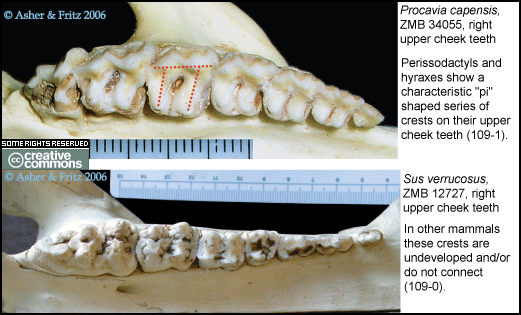 © Asher & Fritz 2006
SOME RIGHTS RESERVED
cc creative
commons
Procavia capensis,
ZMB 34055, right
upper cheek teeth
Perissodactyls and
hyraxes show a
characteristic "pi"
shaped series of
crests on their upper
cheek teeth (109-1).
© Asher & Fritz 2006
Sus verrucosus,
ZMB 12727, right
upper cheek teeth
In other mammals
these crests are
undeveloped and/or
do not connect
(109-0).